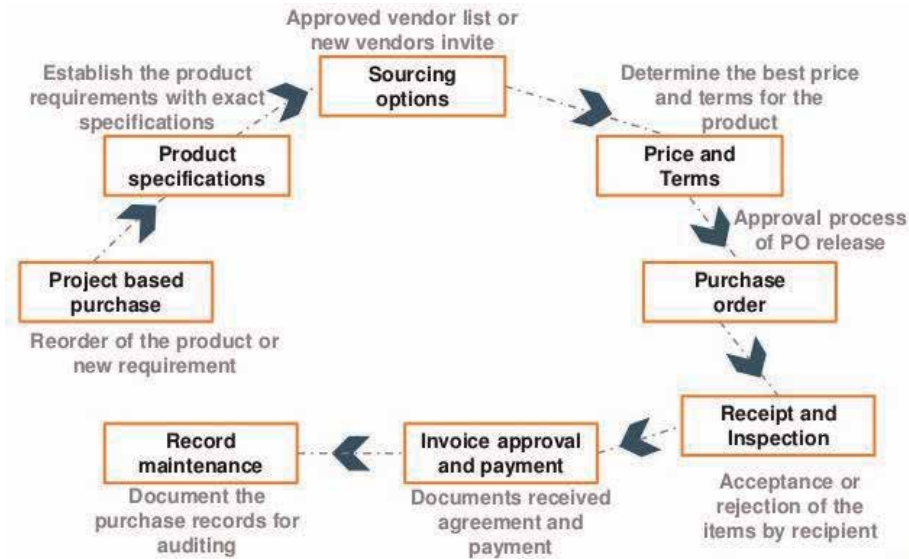 Approved vendor list or
new vendors invite
Sourcing
options
Establish the product
requirements with exact
specifications
Determine the best price
and terms for the
product
Product
specifications
Price and
Terms
Approval process
of PO release
Project based
purchase
Purchase
order
Reorder of the product or
new requirement
Receipt and
Inspection
Acceptance or
rejection of the
items by recipient
Invoice approval
and payment
Documents received
agreement and
payment
Record
maintenance
Document the
purchase records for
auditing